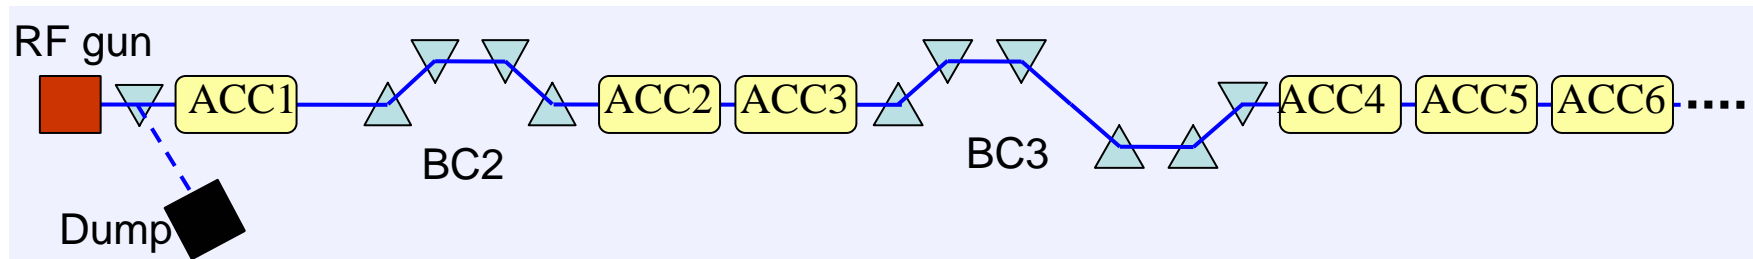 RF gun
ACC1
ACC2
ACC3
ACC4
ACC5
ACC6
....
BC2
BC3
Dump